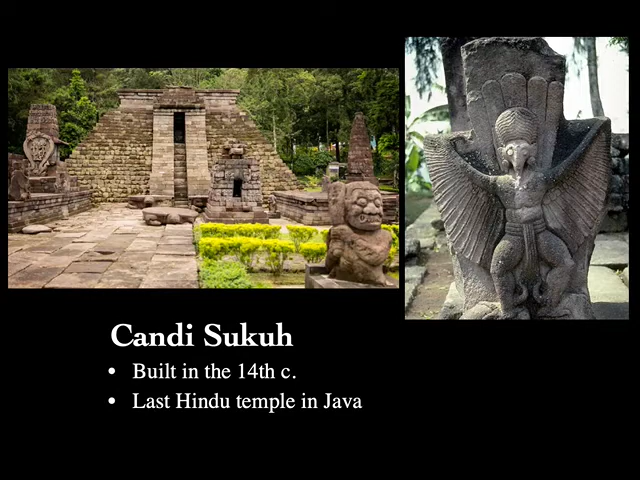 Candi Sukuh
• Built in the 14th c.
• Last Hindu temple in Java